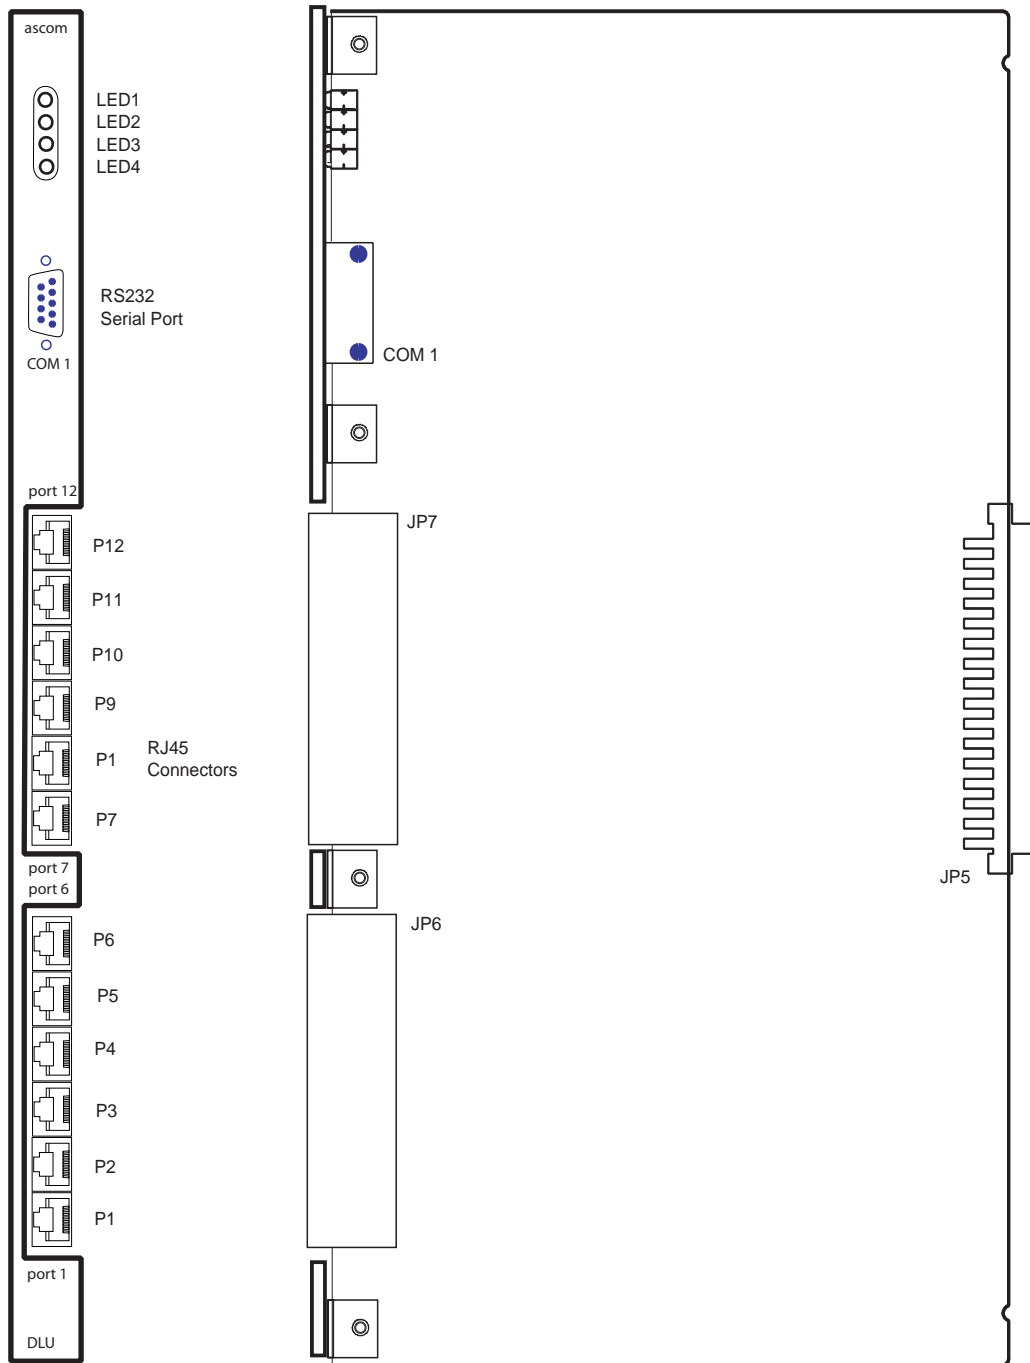 ascom
LED1
LED2
LED3
LED4
RS232
Serial Port
COM 1
COM 1
port 12
JP7
P12
P11
P10
P9
P1
RJ45
Connectors
P7
port 7
port 6
JP5
JP6
P6
P5
P4
P3
P2
P1
port 1
DLU